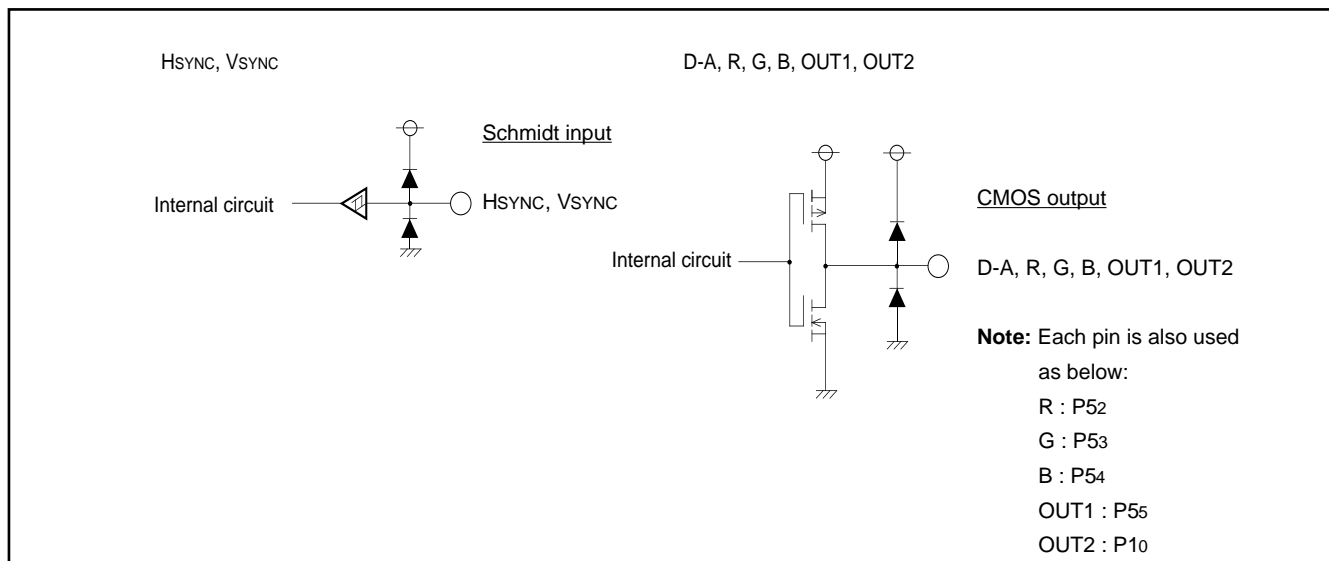 HSYNC, VSYNC
D-A, R, G, B, OUT1, OUT2
Schmidt input
Internal circuit
HSYNC, VSYNC
CMOS output
Internal circuit
D-A, R, G, B, OUT1, OUT2
Note: Each pin is also used
as below:
R : P52
G : P53
B : P54
OUT1 : P55
OUT2 : P10